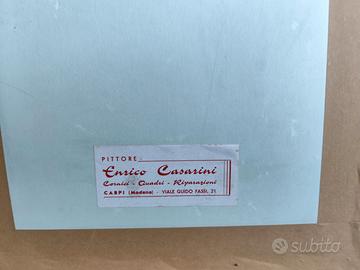 PITTORE
Enrico Casarini
Cornici - Quadri - Riparazioni
CARPI (Modena) - VIALE GUIDO FASSI, 21
subito